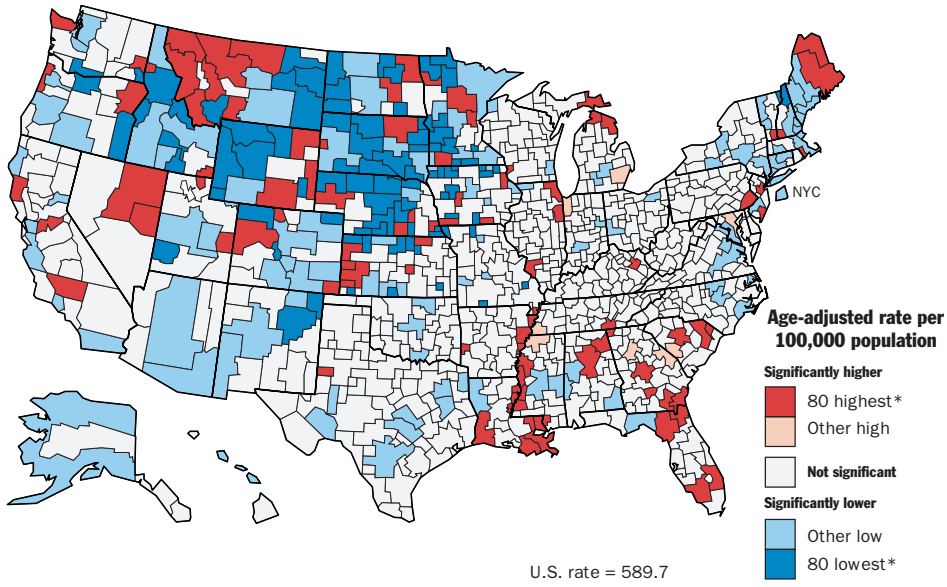 NYC
Age-adjusted rate per
100,000 population
Significantly higher
80 highest*
Other high
Not significant
Significantly lower
Other low
80 lowest*
U.S. rate = 589.7